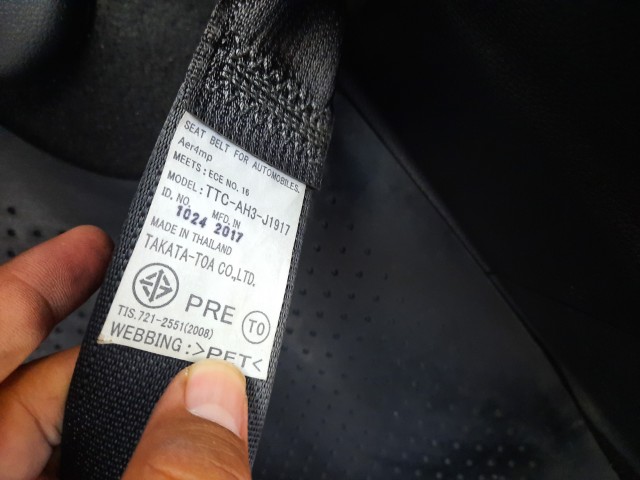 SEAT BELT FOR AUTOMOBILES.
Aer4mp
MEETS : ECE NO. 16
MODEL: TTC-AH3-J1917
ID. NO. MFD. IN
1024 2017
MADE IN THAILAND
TAKATA-TOA CO.,LTD.
PRE TO
TIS.721-2551(2008)
WEBBING :>PET<